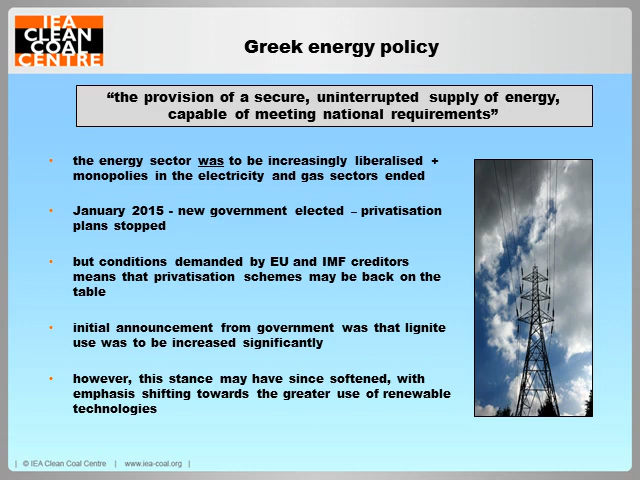 IEA
CLEAN
COAL
CENTRE
Greek energy policy
“the provision of a secure, uninterrupted supply of energy,
capable of meeting national requirements”
• the energy sector was to be increasingly liberalised +
monopolies in the electricity and gas sectors ended
• January 2015 - new government elected – privatisation
plans stopped
• but conditions demanded by EU and IMF creditors
means that privatisation schemes may be back on the
table
• initial announcement from government was that lignite
use was to be increased significantly
• however, this stance may have since softened, with
emphasis shifting towards the greater use of renewable
technologies
| © IEA Clean Coal Centre | www.iea-coal.org |